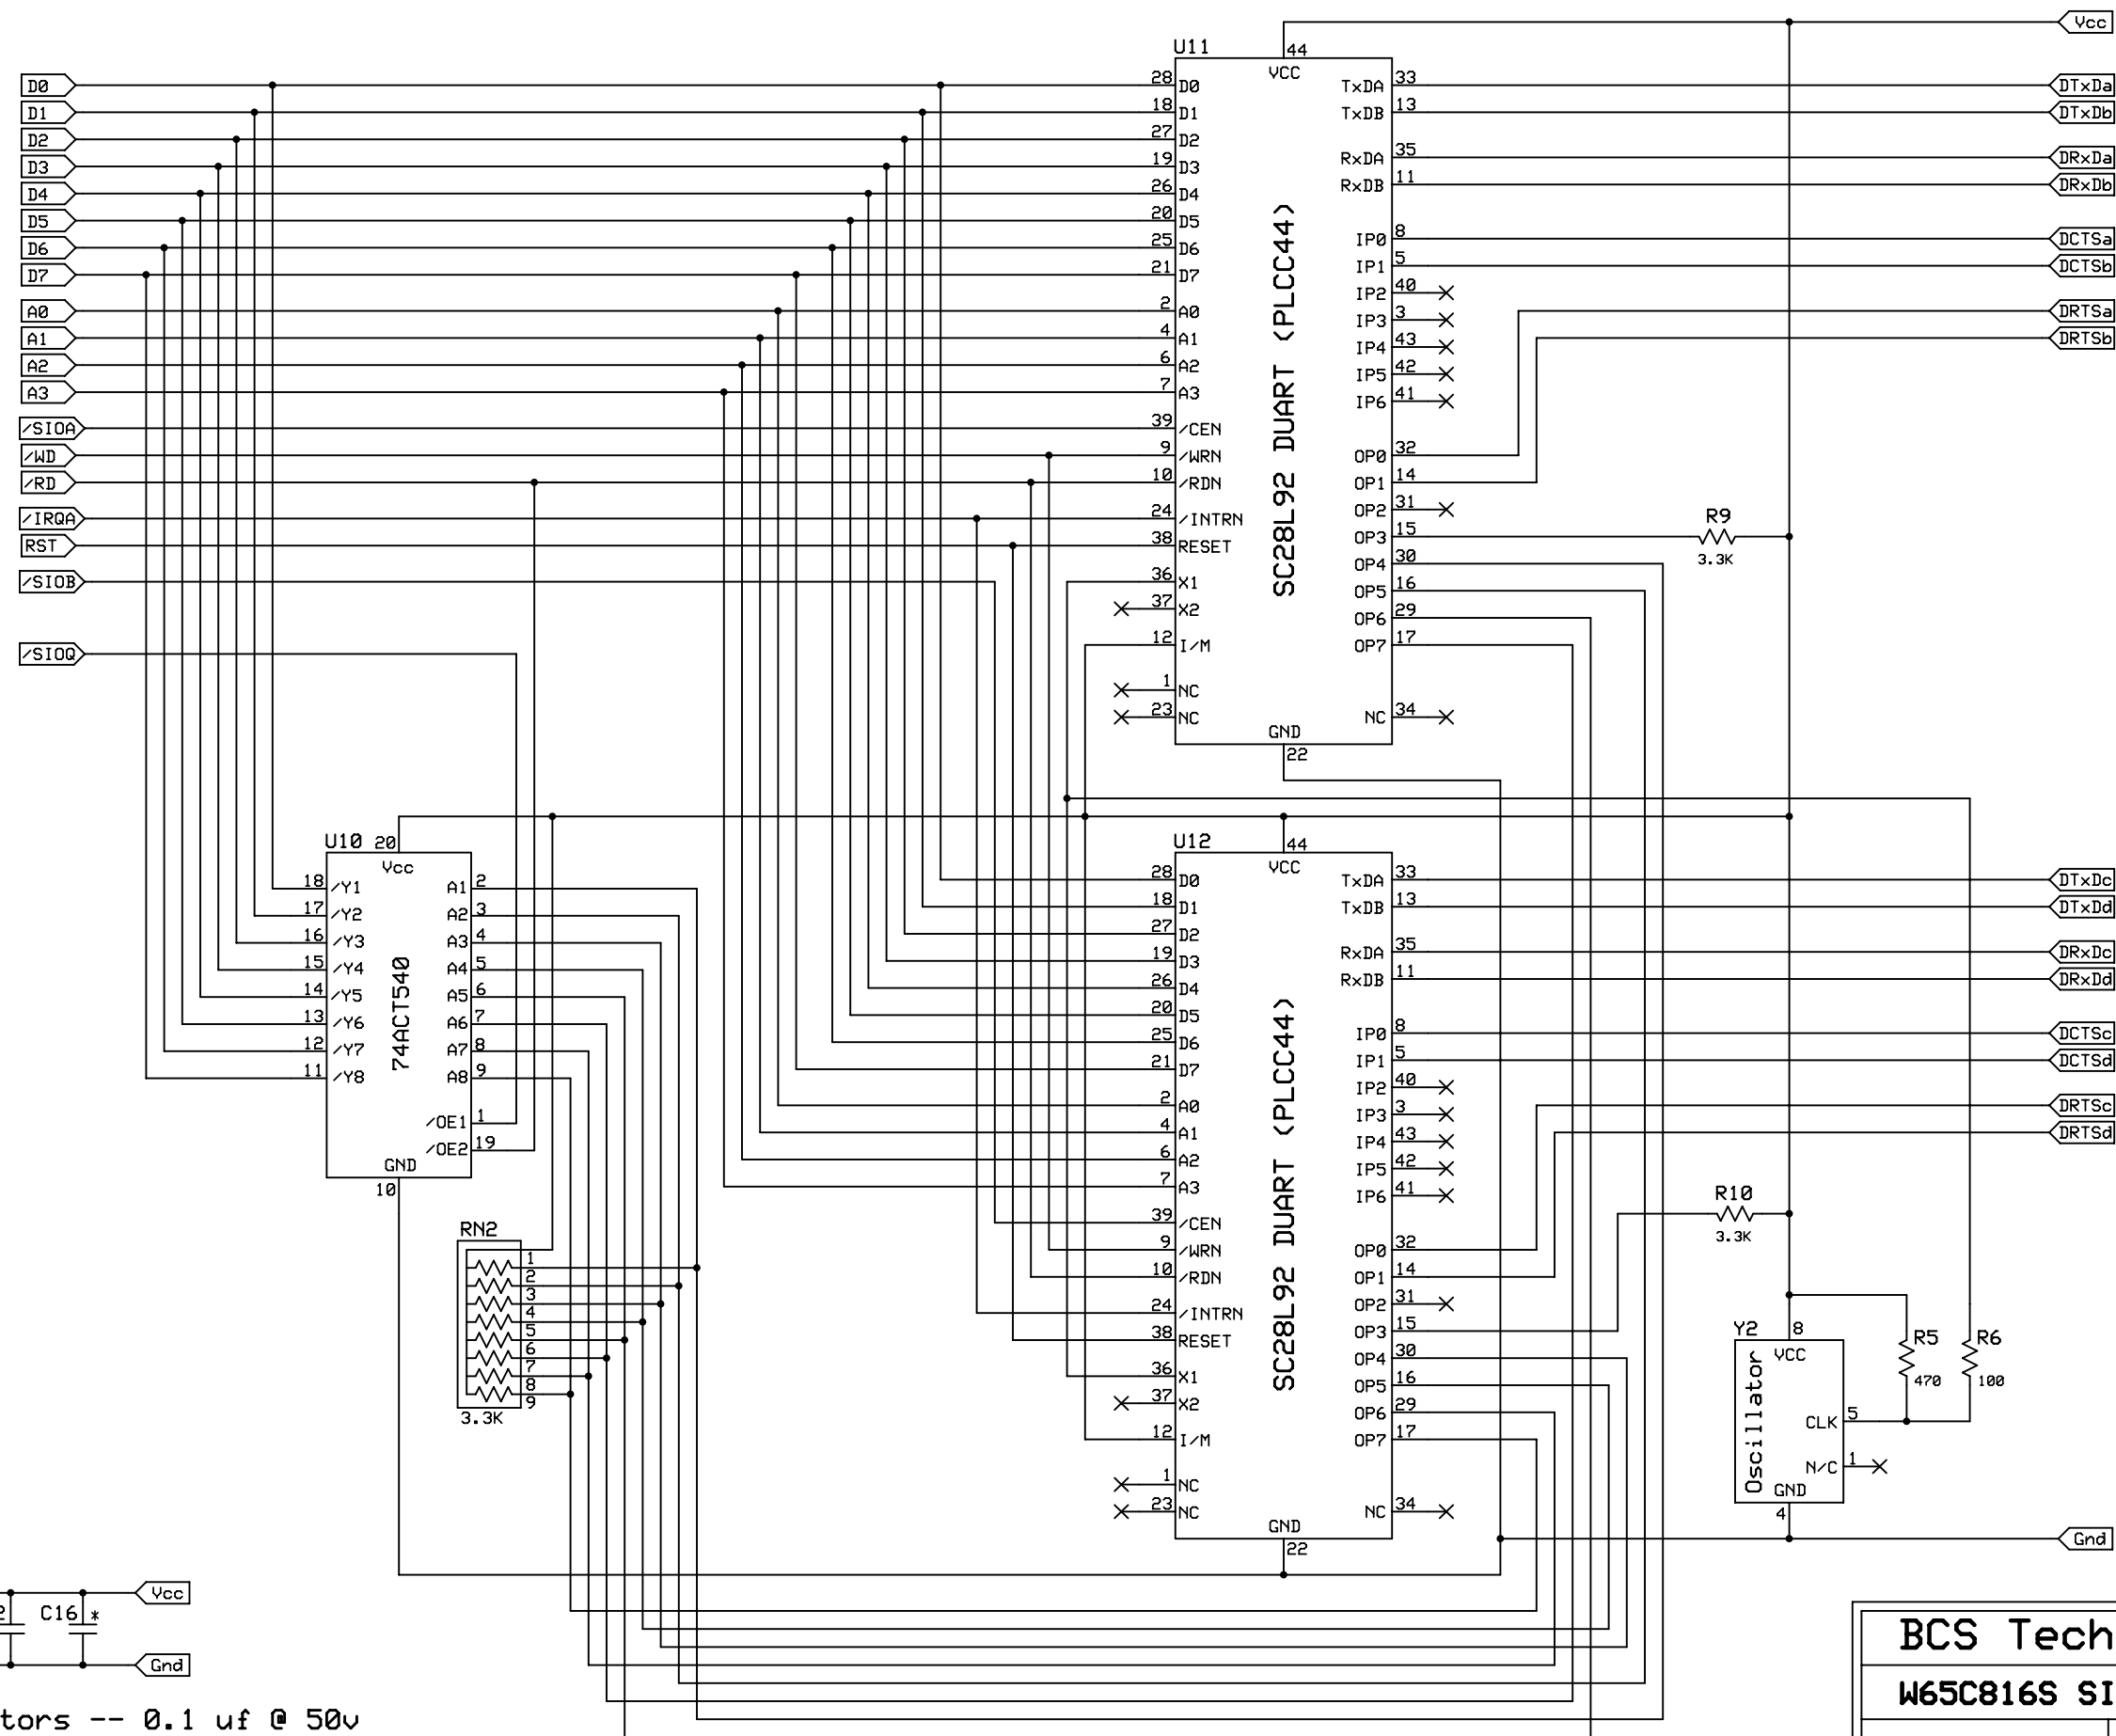 Vcc
U11
44
VCC
D0
28
D0
TxDA
33
DTxDa
D1
18
D1
TxDB
13
DTxDb
D2
27
D2
D3
19
D3
RxDA
35
DRxDa
D4
26
D4
RxDB
11
DRxDb
D5
20
D5
D6
25
D6
IP0
8
DCTSa
D7
21
D7
IP1
5
DCTSb
IP2
40
A0
2
A0
IP3
3
DRTSa
A1
4
A1
IP4
43
DRTSb
A2
6
A2
IP5
42
A3
7
A3
IP6
41
/SIOA
39
/CEN
/WD
9
/WRN
OP0
32
/RD
10
/RDN
OP1
14
OP2
31
/IRQA
24
/INTRN
OP3
15
R9
3.3K
RST
38
RESET
OP4
30
/SIOB
36
X1
OP5
16
37
X2
OP6
29
12
I/M
OP7
17
/SIOQ
1
NC
23
NC
NC
34
GND
22
SC28L92 DUART (PLCC44)
U10
20
Vcc
18
/Y1
A1
2
17
/Y2
A2
3
16
/Y3
A3
4
15
/Y4
A4
5
14
/Y5
A5
6
13
/Y6
A6
7
12
/Y7
A7
8
11
/Y8
A8
9
/OE1
1
/OE2
19
GND
10
74ACT540
U12
44
VCC
28
D0
TxDA
33
DTxDc
18
D1
TxDB
13
DTxDd
27
D2
19
D3
RxDA
35
DRxDc
26
D4
RxDB
11
DRxDd
20
D5
25
D6
IP0
8
DCTSc
21
D7
IP1
5
DCTSd
IP2
40
2
A0
IP3
3
DRTSc
4
A1
IP4
43
DRTSd
6
A2
IP5
42
7
A3
IP6
41
39
/CEN
9
/WRN
OP0
32
10
/RDN
OP1
14
OP2
31
24
/INTRN
OP3
15
38
RESET
OP4
30
36
X1
OP5
16
37
X2
OP6
29
12
I/M
OP7
17
1
NC
23
NC
NC
34
GND
22
SC28L92 DUART (PLCC44)
R10
3.3K
RN2
1
2
3
4
5
6
7
8
9
3.3K
Y2
8
VCC
Oscillator
CLK
5
N/C
1
GND
4
R5
470
R6
100
Gnd
Vcc
C16 *
Gnd
tors -- 0.1 uf @ 50v
BCS Tech
W65C816S SI